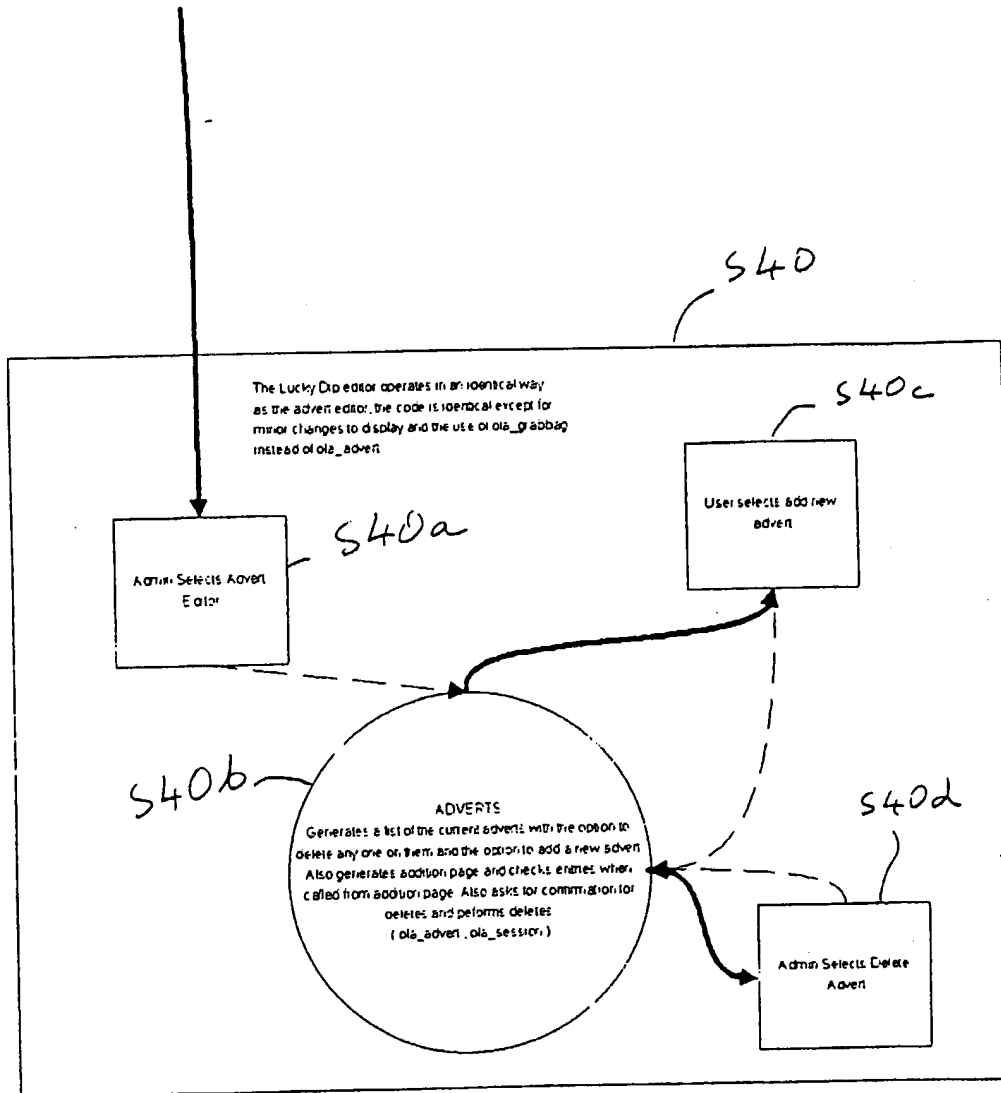 S40
The Lucky Dip editor operates in an identical way
as the advert editor, the code is identical except for
minor changes to display and the use of ola_grabbag
instead of ola_advert
S40c
User selects add new
advert
S40a
Admin Selects Advert
Editor
S40b
S40d
ADVERTS
Generates a list of the current adverts with the option to
delete any one on them and the option to add a new advert
Also generates addition page and checks entries when
called from addition page. Also asks for confirmation for
deletes and peforms deletes
( ola_advert , ola_session )
Admin Selects Delete
Advert